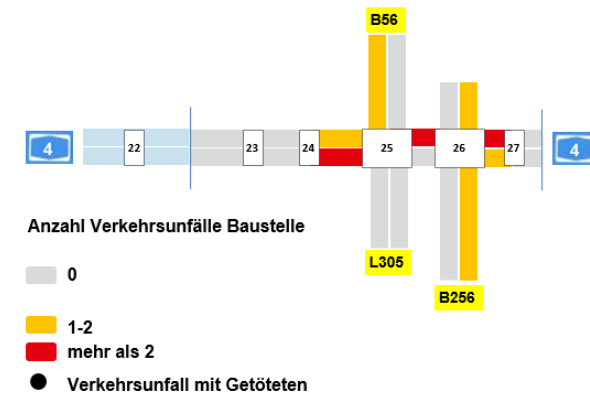 B56
4
22
23
24
25
26
27
4
Anzahl Verkehrsunfälle Baustelle
0
L305
B256
1-2
mehr als 2
Verkehrsunfall mit Getöteten